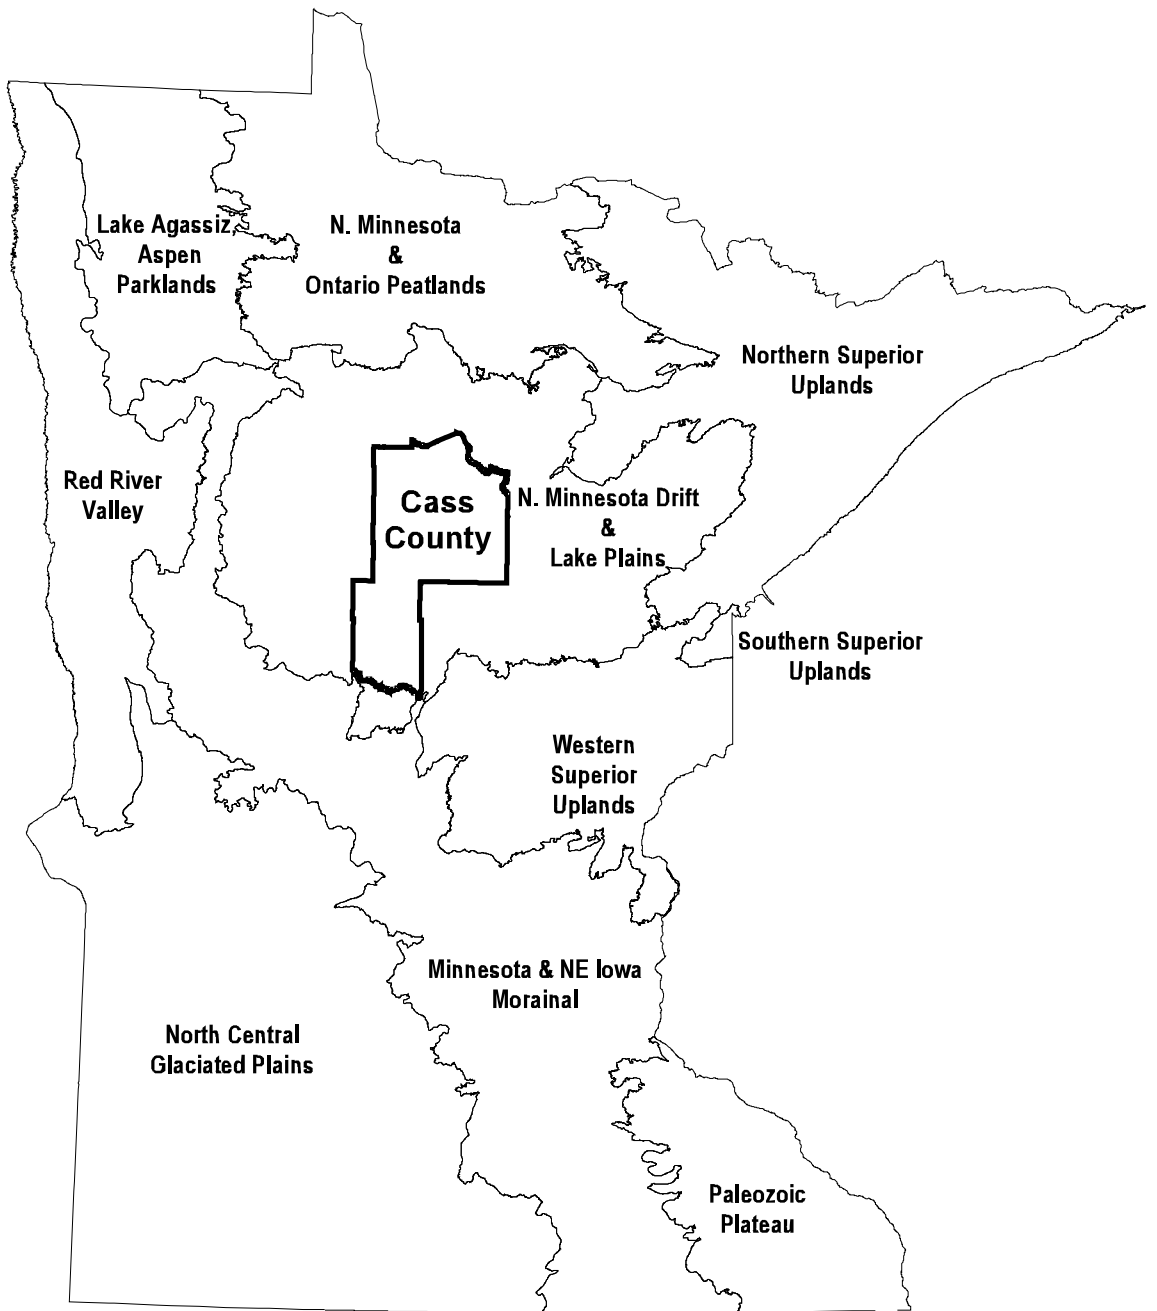 Lake Agassiz,
Aspen
Parklands
N. Minnesota
&
Ontario Peatlands
Northern Superior
Uplands
Red River
Valley
Cass
County
N. Minnesota Drift
&
Lake Plains
Southern Superior
Uplands
Western
Superior
Uplands
Minnesota & NE Iowa
Morainal
North Central
Glaciated Plains
Paleozoic
Plateau